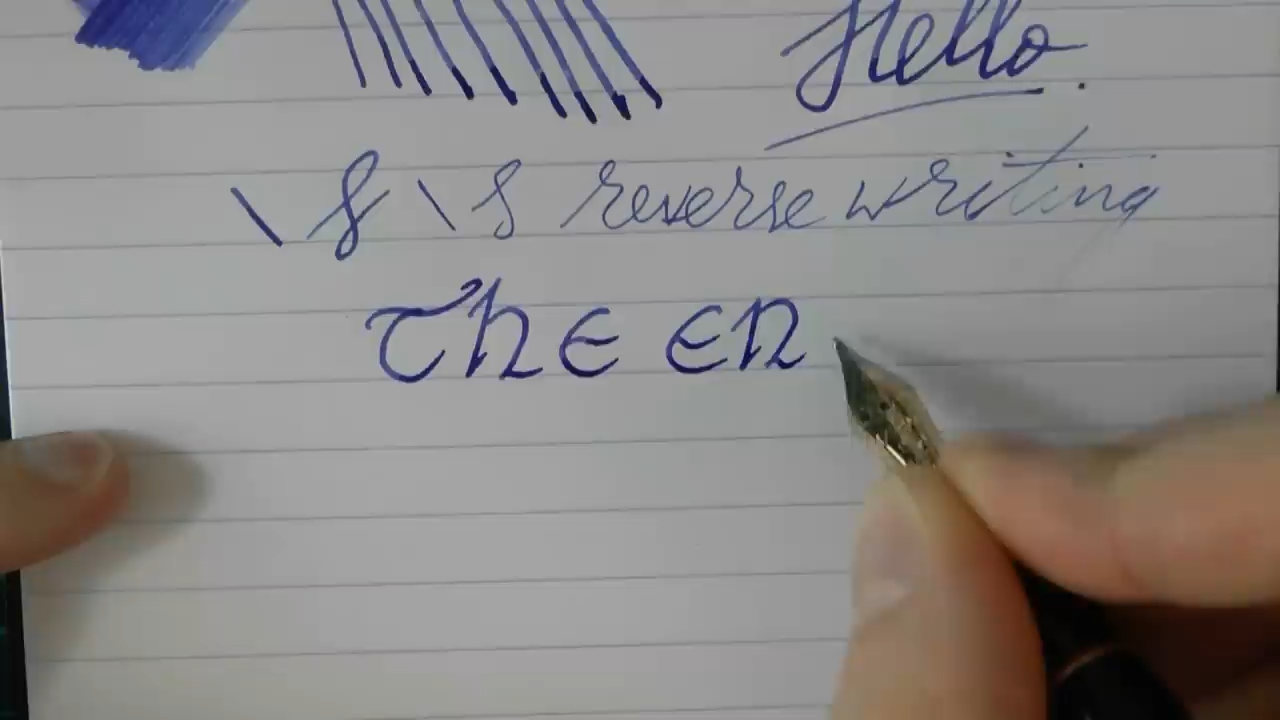 Hello.
\ & \ & reverse writing
The EN